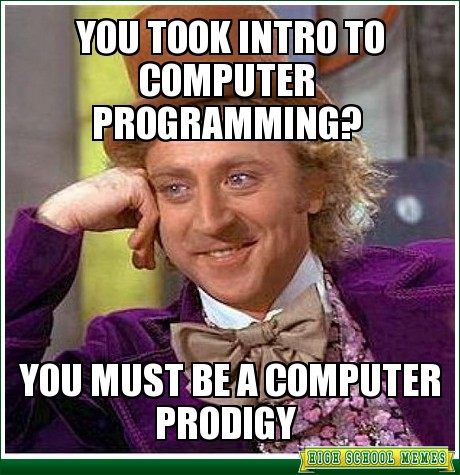 YOU TOOK INTRO TO
COMPUTER
PROGRAMMING?
YOU MUST BE A COMPUTER
PRODIGY
HIGH SCHOOL MEMES